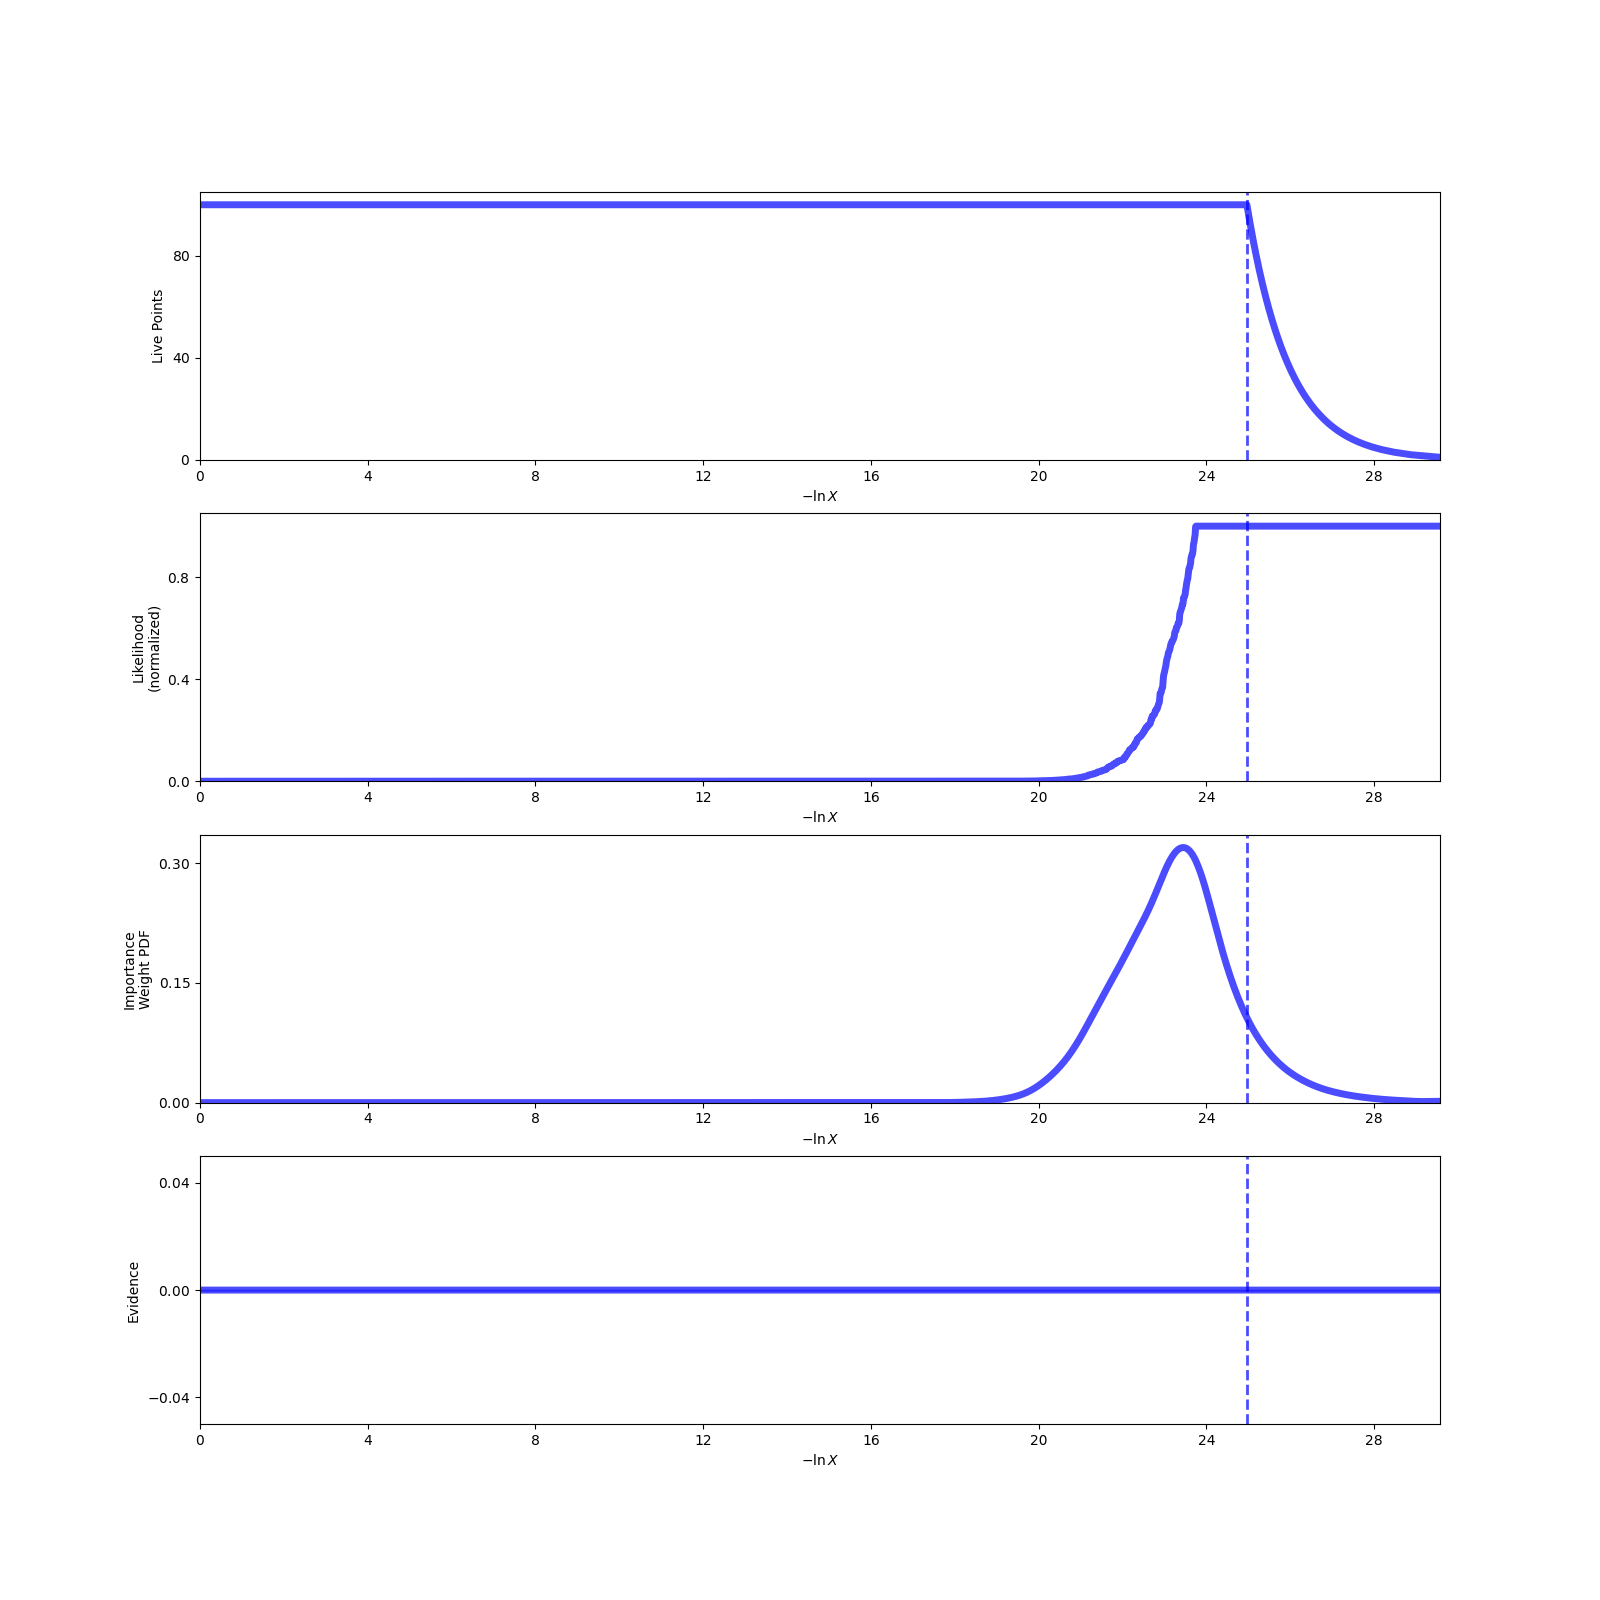 80
40
0
Live Points
0 4 8 12 16 20 24 28
−ln X
0.8
0.4
0.0
Likelihood
(normalized)
0 4 8 12 16 20 24 28
−ln X
0.30
0.15
0.00
Importance
Weight PDF
0 4 8 12 16 20 24 28
−ln X
0.04
0.00
−0.04
Evidence
0 4 8 12 16 20 24 28
−ln X